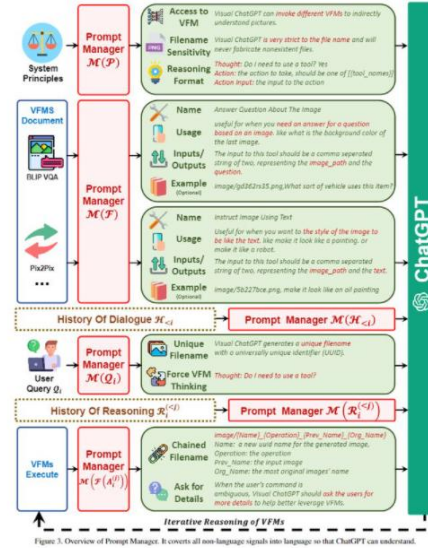 System
Principles
Prompt
Manager
M(P)
Access to
VFM
Visual ChatGPT can invoke different VFMs to indirectly
understand pictures.
Filename
Sensitivity
Visual ChatGPT is very strict to the file name and will
never fabricate nonexistent files.
Reasoning
Format
Thought: Do I need to use a tool? Yes
Action: the action to take, should be one of [{tool_names}]
Action Input: the input to the action
VFMS
Document
BLIP VQA
Pix2Pix
...
Prompt
Manager
M(F)
Name
Answer Question About The Image
Usage
useful for when you need an answer for a question
based on an image. like what is the background color of
the last image.
Inputs/
Outputs
The input to this tool should be a comma seperated
string of two, representing the image_path and the
question.
Example
(Optional)
What sort of vehicle uses this item?
Name
Instruct Image Using Text
Usage
Useful for when you want to the style of the image to
be like the text. like make it look like a painting. or
make it like a robot.
Inputs/
Outputs
The input to this tool should be a comma seperated
string of two, representing the image_path and the text.
Example
(Optional)
image/5b227bce.png, make it look like an oil painting
History Of Dialogue H<i
Prompt Manager M(H<i)
User
Query Qi
Prompt
Manager
M(Qi)
Unique
Filename
Visual ChatGPT generates a unique filename
with a universally unique identifier (UUID).
Force VFM
Thinking
Thought: Do I need to use a tool?
History Of Reasoning Ri(<j)
Prompt Manager M(Ri(<j))
VFMs
Execute
Prompt
Manager
M(F(Ai(j)))
Chained
Filename
image/{Name}_{Operation}_{Prev_Name}_{Org_Name}
Name: a new uuid name for the generated image,
Operation: the operation
Prev_Name: the input image
Org_Name: the most original images' name
Ask for
Details
When the user's command is
ambiguous, Visual ChatGPT should ask the users for
more details to help better leverage VFMs.
ChatGPT
Iterative Reasoning of VFMs
Figure 3. Overview of Prompt Manager. It coverts all non-language signals into language so that ChatGPT can understand.